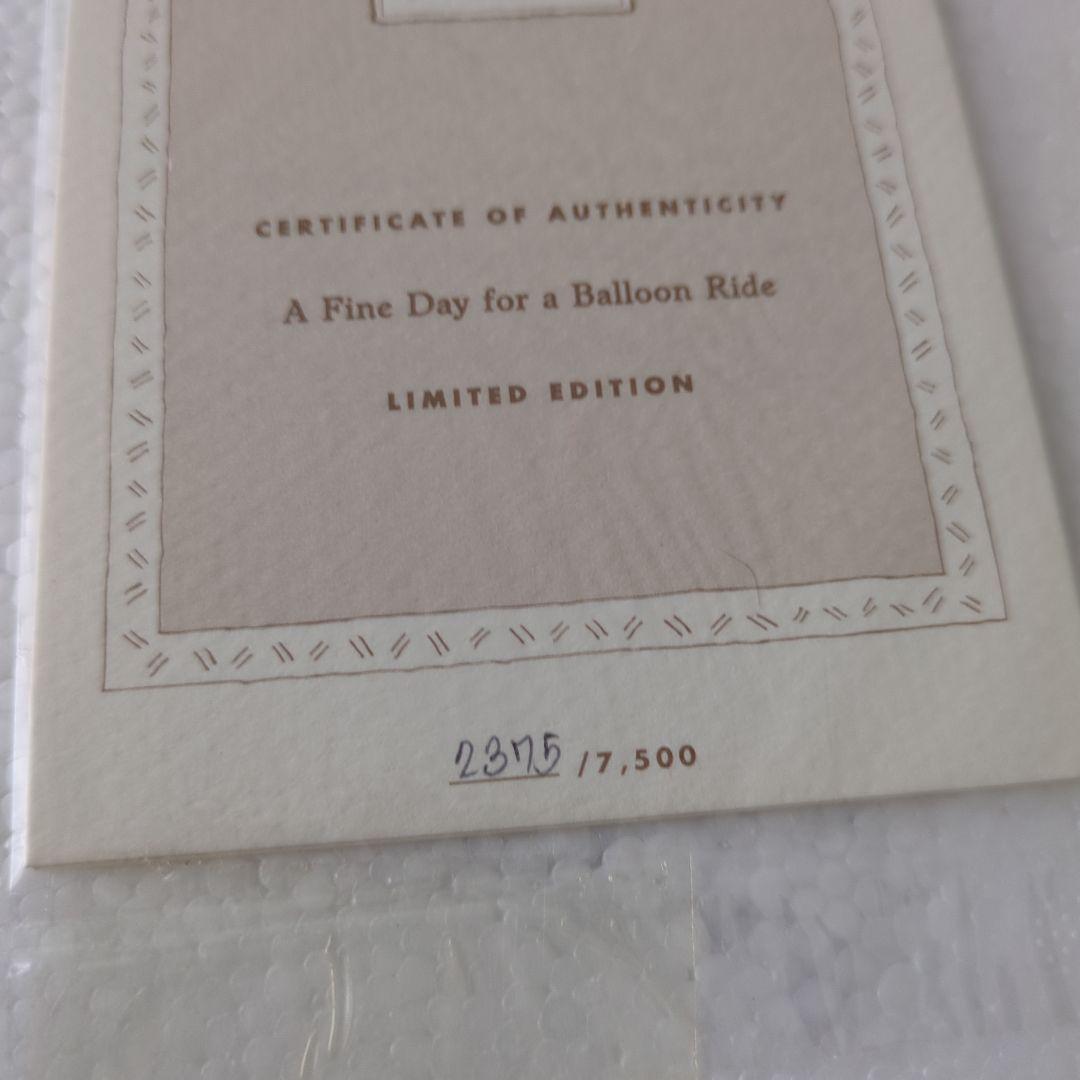 CERTIFICATE OF AUTHENTICITY
A Fine Day for a Balloon Ride
LIMITED EDITION
2375 /7,500